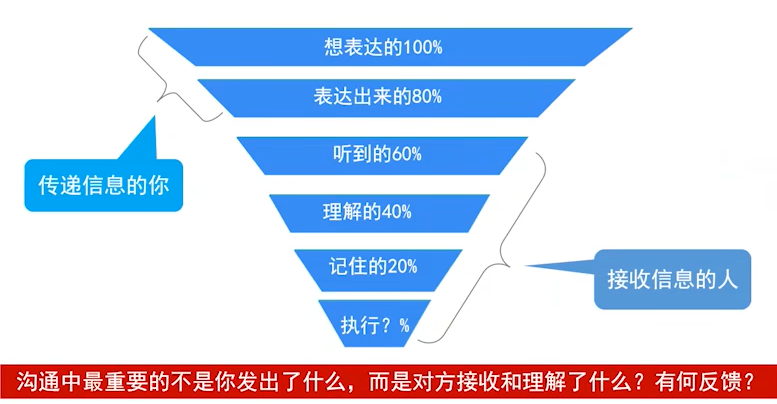 想表达的100%
表达出来的80%
听到的60%
传递信息的你
理解的40%
记住的20%
接收信息的人
执行？%
沟通中最重要的不是你发出了什么，而是对方接收和理解了什么？有何反馈？